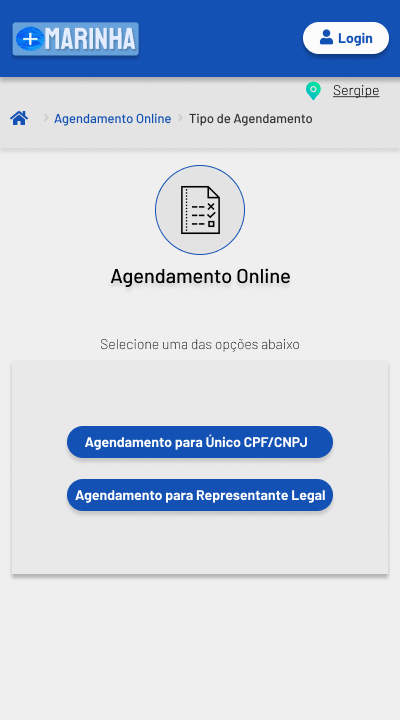 +MARINHA
Login
Sergipe
Agendamento Online > Tipo de Agendamento
Agendamento Online
Selecione uma das opções abaixo
Agendamento para Único CPF/CNPJ
Agendamento para Representante Legal